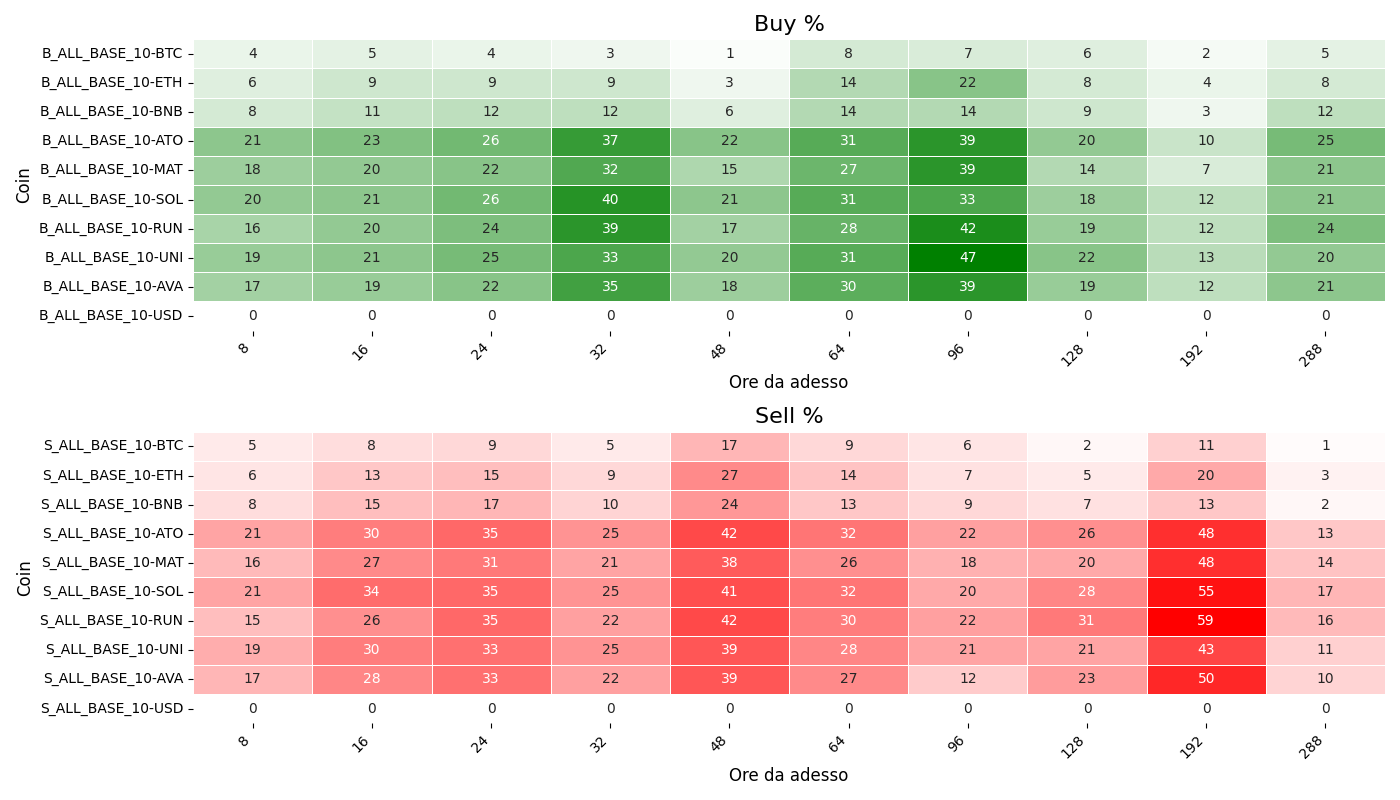 Buy %
Coin
B_ALL_BASE_10-BTC 4 5 4 3 1 8 7 6 2 5
B_ALL_BASE_10-ETH 6 9 9 9 3 14 22 8 4 8
B_ALL_BASE_10-BNB 8 11 12 12 6 14 14 9 3 12
B_ALL_BASE_10-ATO 21 23 26 37 22 31 39 20 10 25
B_ALL_BASE_10-MAT 18 20 22 32 15 27 39 14 7 21
B_ALL_BASE_10-SOL 20 21 26 40 21 31 33 18 12 21
B_ALL_BASE_10-RUN 16 20 24 39 17 28 42 19 12 24
B_ALL_BASE_10-UNI 19 21 25 33 20 31 47 22 13 20
B_ALL_BASE_10-AVA 17 19 22 35 18 30 39 19 12 21
B_ALL_BASE_10-USD 0 0 0 0 0 0 0 0 0 0
8 16 24 32 48 64 96 128 192 288
Ore da adesso
Sell %
Coin
S_ALL_BASE_10-BTC 5 8 9 5 17 9 6 2 11 1
S_ALL_BASE_10-ETH 6 13 15 9 27 14 7 5 20 3
S_ALL_BASE_10-BNB 8 15 17 10 24 13 9 7 13 2
S_ALL_BASE_10-ATO 21 30 35 25 42 32 22 26 48 13
S_ALL_BASE_10-MAT 16 27 31 21 38 26 18 20 48 14
S_ALL_BASE_10-SOL 21 34 35 25 41 32 20 28 55 17
S_ALL_BASE_10-RUN 15 26 35 22 42 30 22 31 59 16
S_ALL_BASE_10-UNI 19 30 33 25 39 28 21 21 43 11
S_ALL_BASE_10-AVA 17 28 33 22 39 27 12 23 50 10
S_ALL_BASE_10-USD 0 0 0 0 0 0 0 0 0 0
8 16 24 32 48 64 96 128 192 288
Ore da adesso